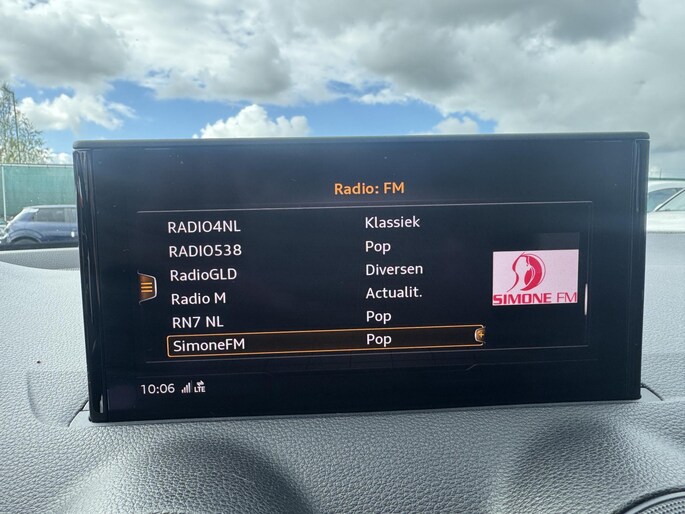 Radio: FM
RADIO4NL Klassiek
RADIO538 Pop
RadioGLD Diversen
Radio M Actualit.
RN7 NL Pop
SimoneFM Pop
SIMONE FM
10:06 LTE